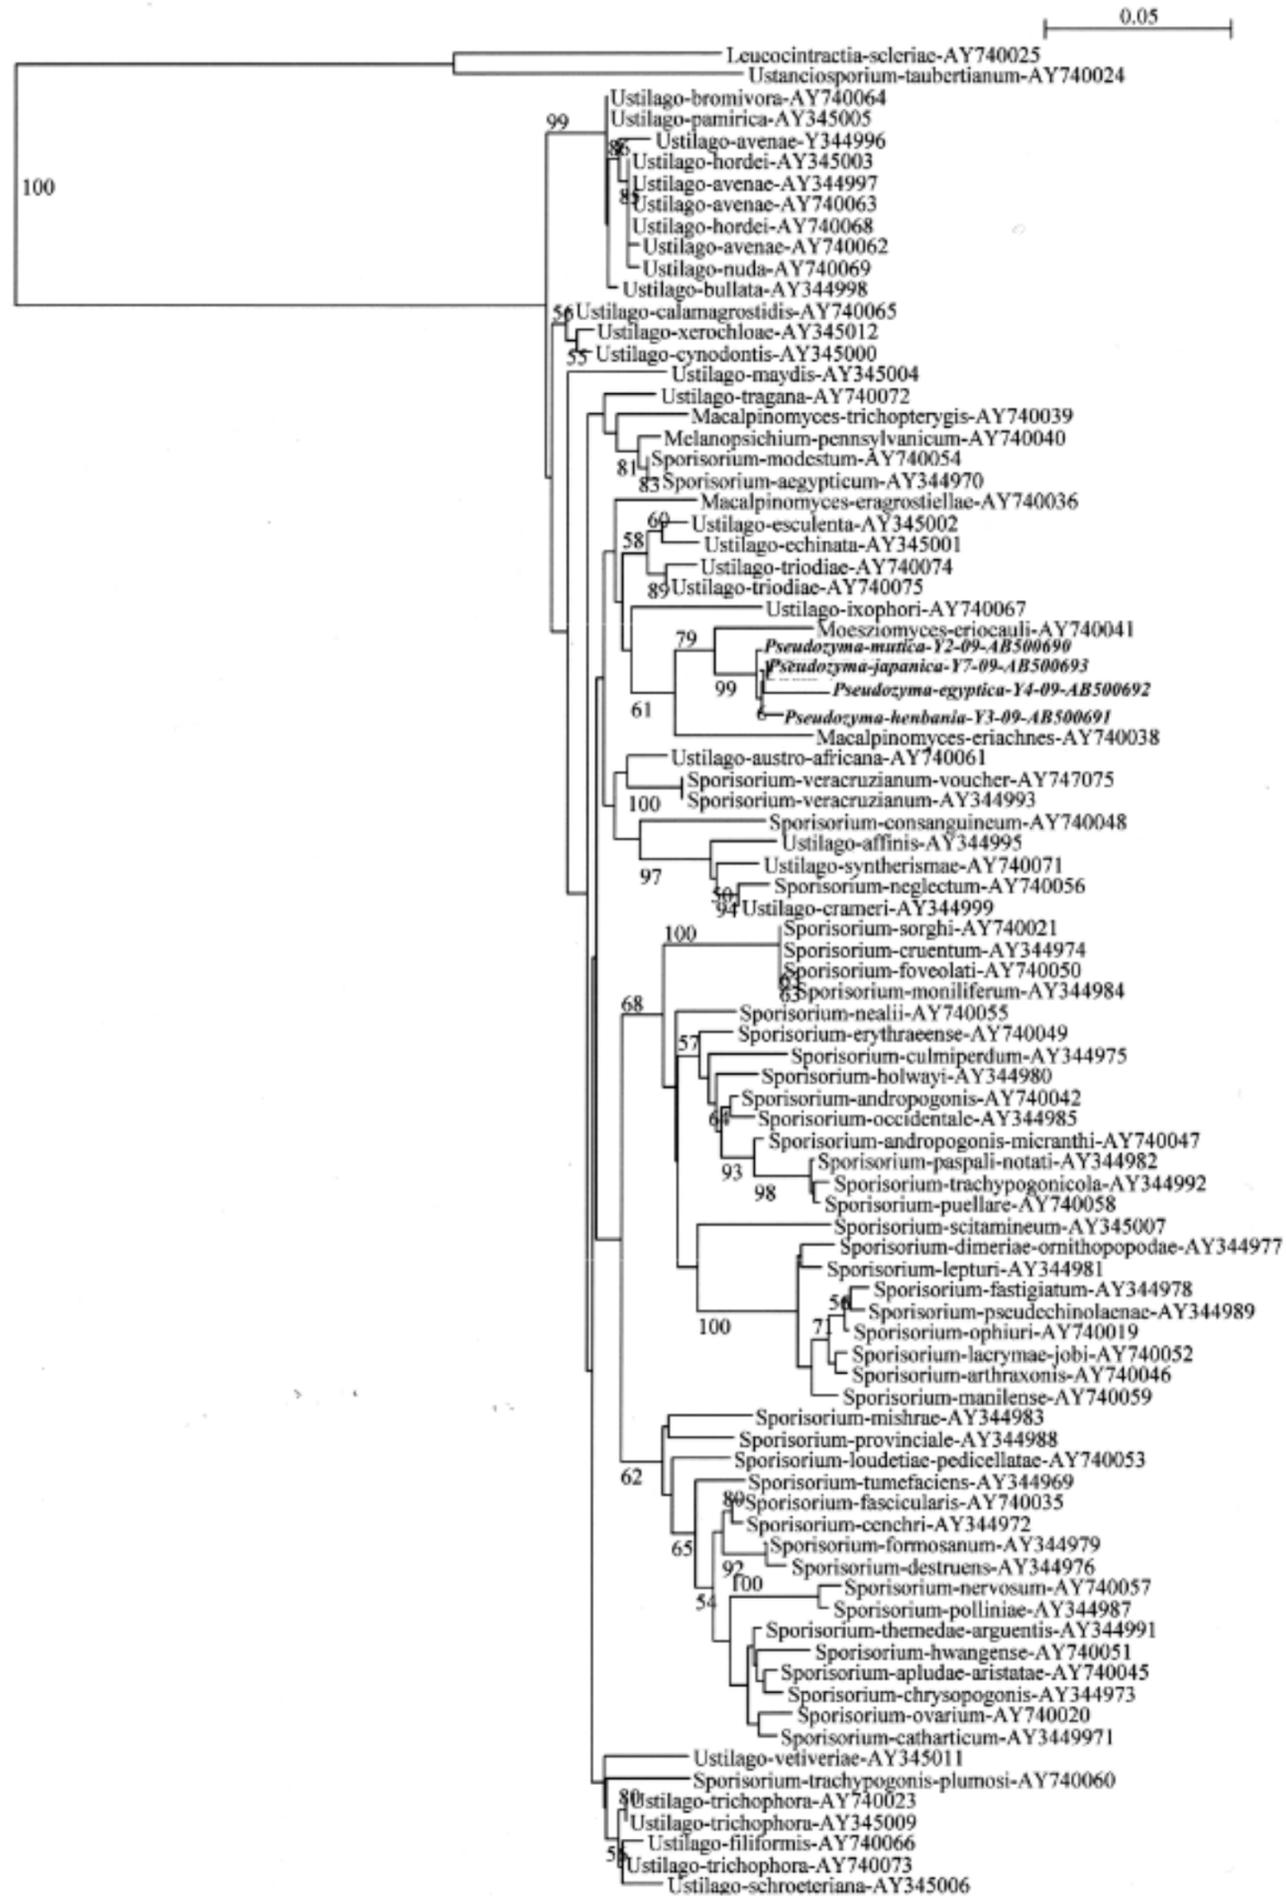 0.05
Leucocintractia-scleriae-AY740025
Ustanciosporium-taubertianum-AY740024
Ustilago-bromivora-AY740064
99
Ustilago-pamirica-AY345005
Ustilago-avenae-Y344996
86
Ustilago-hordei-AY345003
100
Ustilago-avenae-AY344997
85
Ustilago-avenae-AY740063
Ustilago-hordei-AY740068
Ustilago-avenae-AY740062
Ustilago-nuda-AY740069
Ustilago-bullata-AY344998
56
Ustilago-calamagrostidis-AY740065
Ustilago-xerochloae-AY345012
55
Ustilago-cynodontis-AY345000
Ustilago-maydis-AY345004
Ustilago-tragana-AY740072
Macalpinomyces-trichopterygis-AY740039
Melanopsichium-pennsylvanicum-AY740040
81
Sporisorium-modestum-AY740054
83
Sporisorium-aegypticum-AY344970
Macalpinomyces-eragrostiellae-AY740036
60
Ustilago-esculenta-AY345002
58
Ustilago-echinata-AY345001
Ustilago-triodiae-AY740074
89
Ustilago-triodiae-AY740075
Ustilago-ixophori-AY740067
79
Moesziomyces-eriocauli-AY740041
Pseudozyma-mutica-Y2-09-AB500690
Pseudozyma-japanica-Y7-09-AB500693
99
Pseudozyma-egyptica-Y4-09-AB500692
61
Pseudozyma-henbania-Y3-09-AB500691
Macalpinomyces-eriachnes-AY740038
Ustilago-austro-africana-AY740061
Sporisorium-veracruzianum-voucher-AY747075
100
Sporisorium-veracruzianum-AY344993
Sporisorium-consanguineum-AY740048
Ustilago-affinis-AY344995
97
Ustilago-syntherismae-AY740071
50
Sporisorium-neglectum-AY740056
94
Ustilago-crameri-AY344999
100
Sporisorium-sorghi-AY740021
Sporisorium-cruentum-AY344974
Sporisorium-foveolati-AY740050
63
Sporisorium-moniliferum-AY344984
68
Sporisorium-nealii-AY740055
57
Sporisorium-erythraeense-AY740049
Sporisorium-culmiperdum-AY344975
Sporisorium-holwayi-AY344980
Sporisorium-andropogonis-AY740042
64
Sporisorium-occidentale-AY344985
Sporisorium-andropogonis-micranthi-AY740047
93
Sporisorium-paspali-notati-AY344982
98
Sporisorium-trachypogonicola-AY344992
Sporisorium-puellare-AY740058
Sporisorium-scitamineum-AY345007
Sporisorium-dimeriae-ornithopopodae-AY344977
Sporisorium-lepturi-AY344981
Sporisorium-fastigiatum-AY344978
56
Sporisorium-pseudechinolaenae-AY344989
100
71
Sporisorium-ophiuri-AY740019
Sporisorium-lacrymae-jobi-AY740052
Sporisorium-arthraxonis-AY740046
Sporisorium-manilense-AY740059
Sporisorium-mishrae-AY344983
Sporisorium-provinciale-AY344988
62
Sporisorium-loudetiae-pedicellatae-AY740053
Sporisorium-tumefaciens-AY344969
80
Sporisorium-fascicularis-AY740035
Sporisorium-cenchri-AY344972
65
Sporisorium-formosanum-AY344979
92
Sporisorium-destruens-AY344976
100
Sporisorium-nervosum-AY740057
54
Sporisorium-polliniae-AY344987
Sporisorium-themedae-arguentis-AY344991
Sporisorium-hwangense-AY740051
Sporisorium-apludae-aristatae-AY740045
Sporisorium-chrysopogonis-AY344973
Sporisorium-ovarium-AY740020
Sporisorium-catharticum-AY3449971
Ustilago-vetiveriae-AY345011
Sporisorium-trachypogonis-plumosi-AY740060
80
Ustilago-trichophora-AY740023
Ustilago-trichophora-AY345009
Ustilago-filiformis-AY740066
Ustilago-trichophora-AY740073
Ustilago-schroeteriana-AY345006